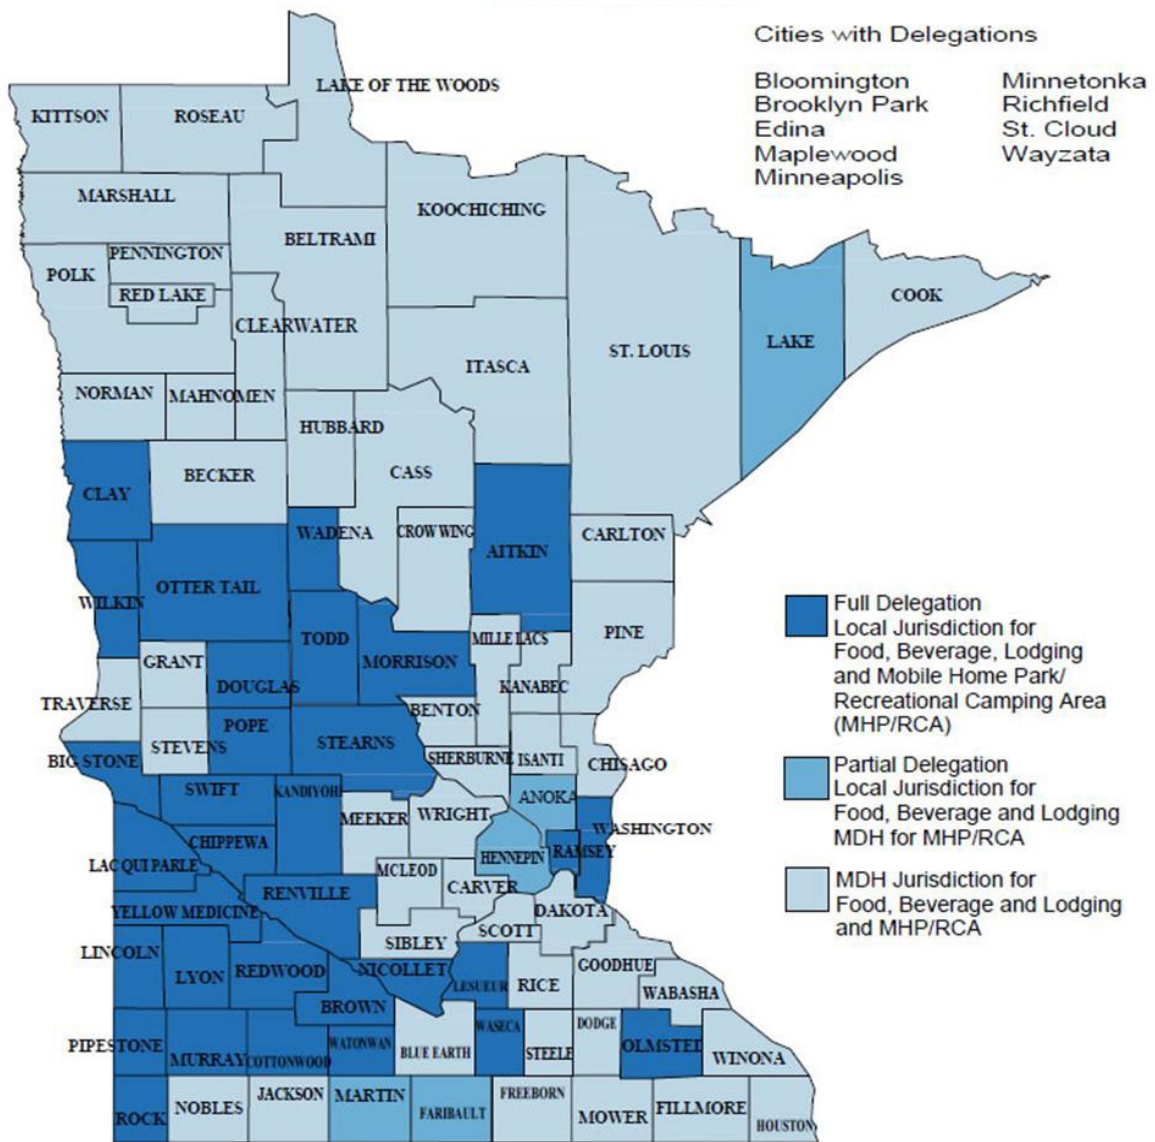 Cities with Delegations
Bloomington
Brooklyn Park
Edina
Maplewood
Minneapolis
Minnetonka
Richfield
St. Cloud
Wayzata
LAKE OF THE WOODS
KITTSON
ROSEAU
MARSHALL
KOOCHICHING
BELTRAMI
PENNINGTON
POLK
RED LAKE
COOK
CLEARWATER
LAKE
ST. LOUIS
ITASCA
NORMAN
MAHNOMEN
HUBBARD
CASS
BECKER
CLAY
WADENA
CROW WING
CARLTON
AITKIN
OTTER TAIL
WILKIN
TODD
MILLE LACS
PINE
GRANT
MORRISON
DOUGLAS
KANABEC
TRAVERSE
BENTON
POPE
STEARNS
STEVENS
BIG STONE
SHERBURNE
ISANTI
CHISAGO
SWIFT
KANDIYOHI
ANOKA
MEEKER
WRIGHT
WASHINGTON
CHIPPEWA
HENNEPIN
RAMSEY
LAC QUI PARLE
MCLEOD
CARVER
RENVILLE
YELLOW MEDICINE
DAKOTA
SCOTT
SIBLEY
LINCOLN
LYON
REDWOOD
NICOLLET
GOODHUE
LESUEUR
RICE
WABASHA
BROWN
PIPESTONE
MURRAY
COTTONWOOD
WATONWAN
BLUE EARTH
WASECA
STEELE
DODGE
OLMSTED
WINONA
ROCK
NOBLES
JACKSON
MARTIN
FARIBAULT
FREEBORN
MOWER
FILLMORE
HOUSTON
Full Delegation
Local Jurisdiction for
Food, Beverage, Lodging
and Mobile Home Park/
Recreational Camping Area
(MHP/RCA)
Partial Delegation
Local Jurisdiction for
Food, Beverage and Lodging
MDH for MHP/RCA
MDH Jurisdiction for
Food, Beverage and Lodging
and MHP/RCA